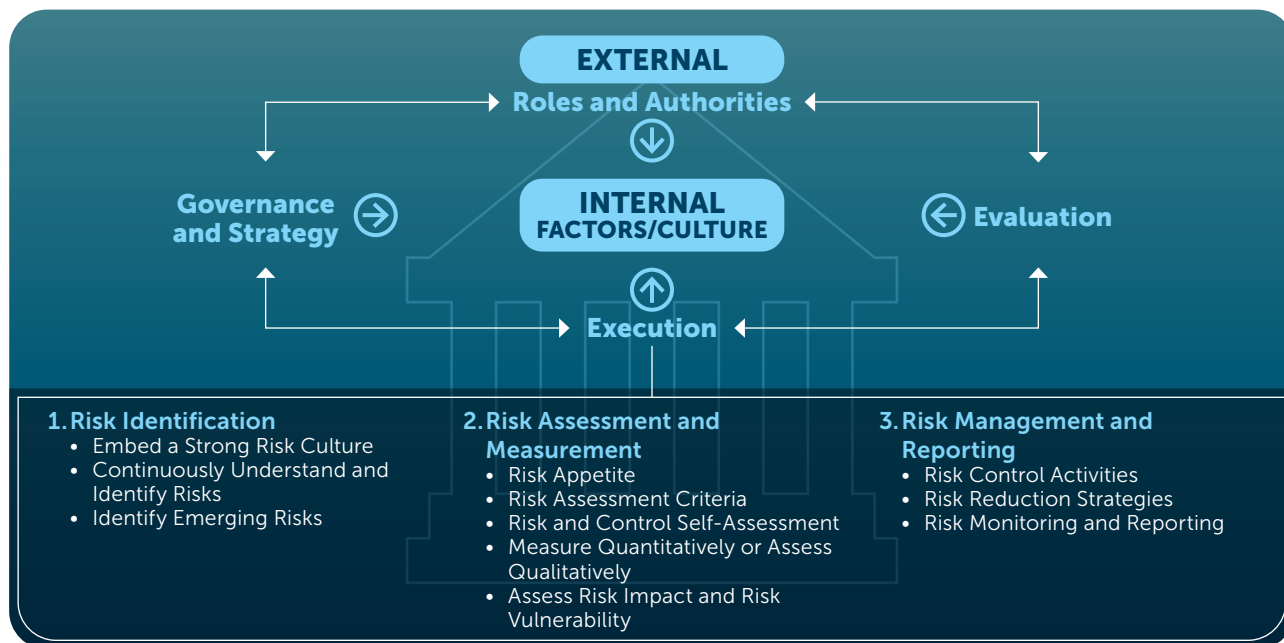 EXTERNAL
Roles and Authorities
Governance
and Strategy
INTERNAL
FACTORS/CULTURE
Evaluation
Execution
1. Risk Identification
• Embed a Strong Risk Culture
• Continuously Understand and
Identify Risks
• Identify Emerging Risks
2. Risk Assessment and
Measurement
• Risk Appetite
• Risk Assessment Criteria
• Risk and Control Self-Assessment
• Measure Quantitatively or Assess
Qualitatively
• Assess Risk Impact and Risk
Vulnerability
3. Risk Management and
Reporting
• Risk Control Activities
• Risk Reduction Strategies
• Risk Monitoring and Reporting